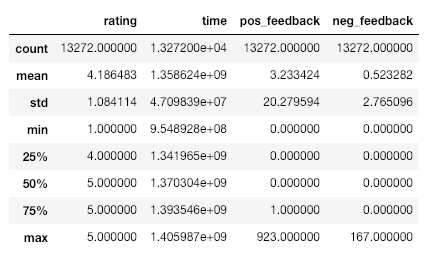 rating time pos_feedback neg_feedback
count 13272.000000 1.327200e+04 13272.000000 13272.000000
mean 4.186483 1.358624e+09 3.233424 0.523282
std 1.084114 4.709839e+07 20.279594 2.765096
min 1.000000 9.548928e+08 0.000000 0.000000
25% 4.000000 1.341965e+09 0.000000 0.000000
50% 5.000000 1.370304e+09 0.000000 0.000000
75% 5.000000 1.393546e+09 1.000000 0.000000
max 5.000000 1.405987e+09 923.000000 167.000000